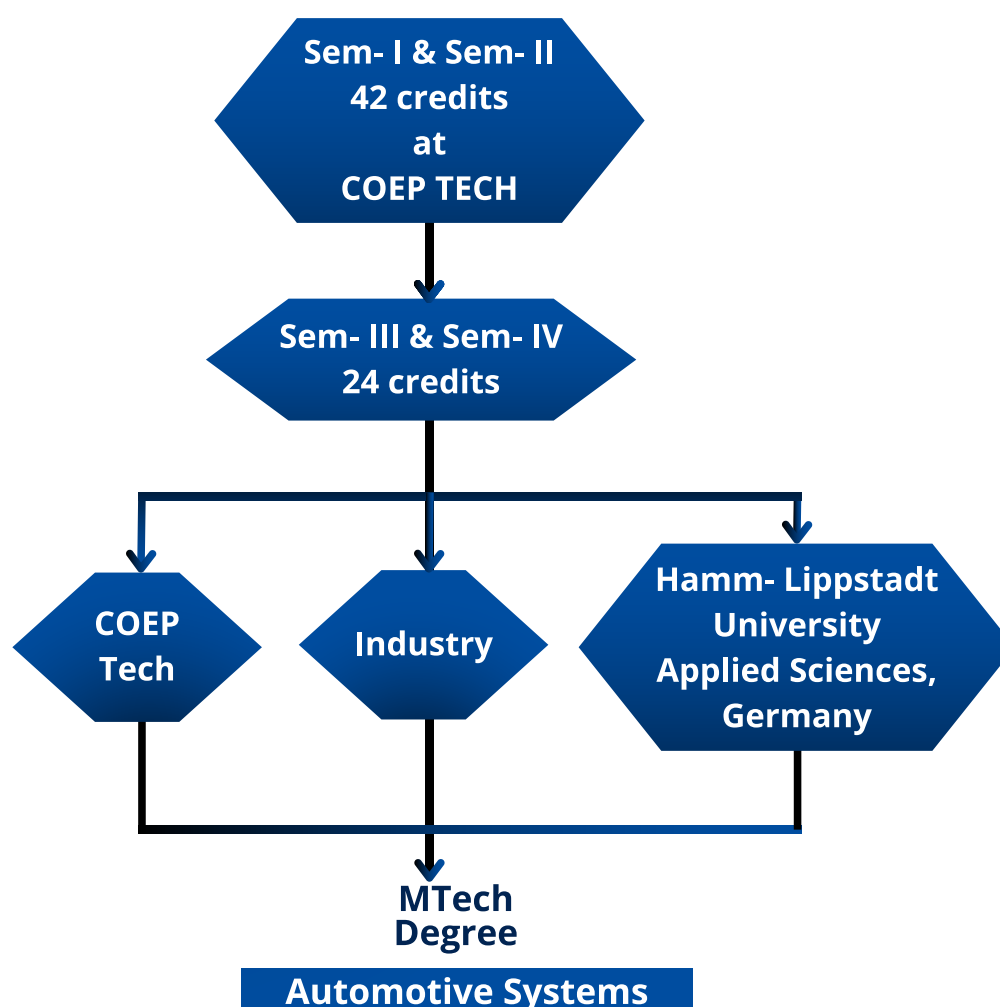 Sem- I & Sem- II
42 credits
at
COEP TECH
Sem- III & Sem- IV
24 credits
COEP
Tech
Industry
Hamm- Lippstadt
University
Applied Sciences,
Germany
MTech
Degree
Automotive Systems